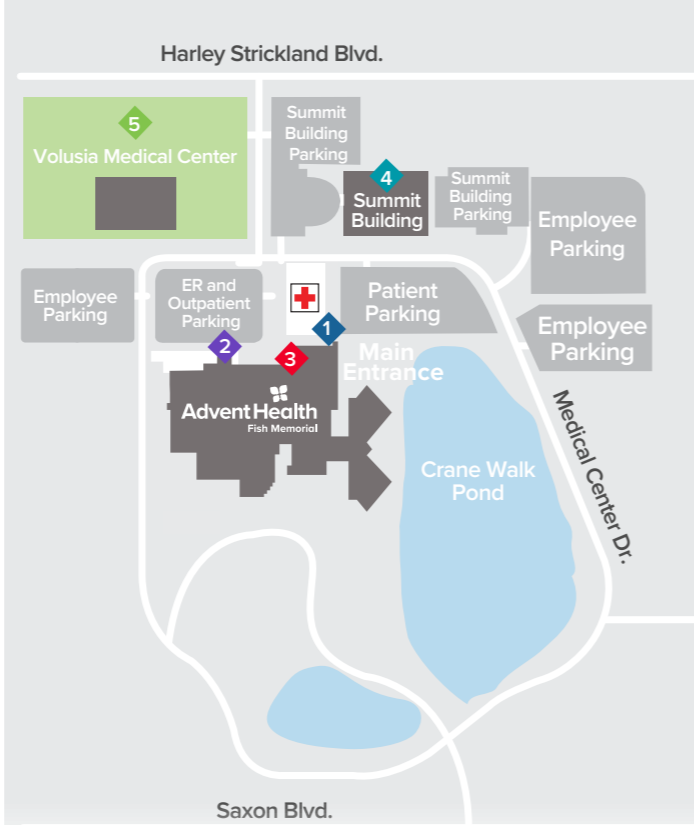 Harley Strickland Blvd.
5
Volusia Medical Center
Summit
Building
Parking
4
Summit
Building
Summit
Building
Parking
Employee
Parking
Employee
Parking
ER and
Outpatient
Parking
Patient
Parking
Employee
Parking
1
2
3
Main
Entrance
AdventHealth
Fish Memorial
Medical Center Dr.
Crane Walk
Pond
Saxon Blvd.